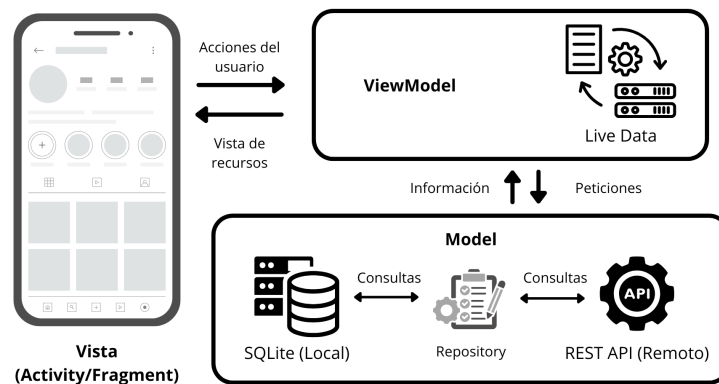 Acciones del
usuario
Vista de
recursos
Vista
(Activity/Fragment)
ViewModel
Live Data
Información
Peticiones
Model
Consultas
Consultas
API
SQLite (Local)
Repository
REST API (Remoto)